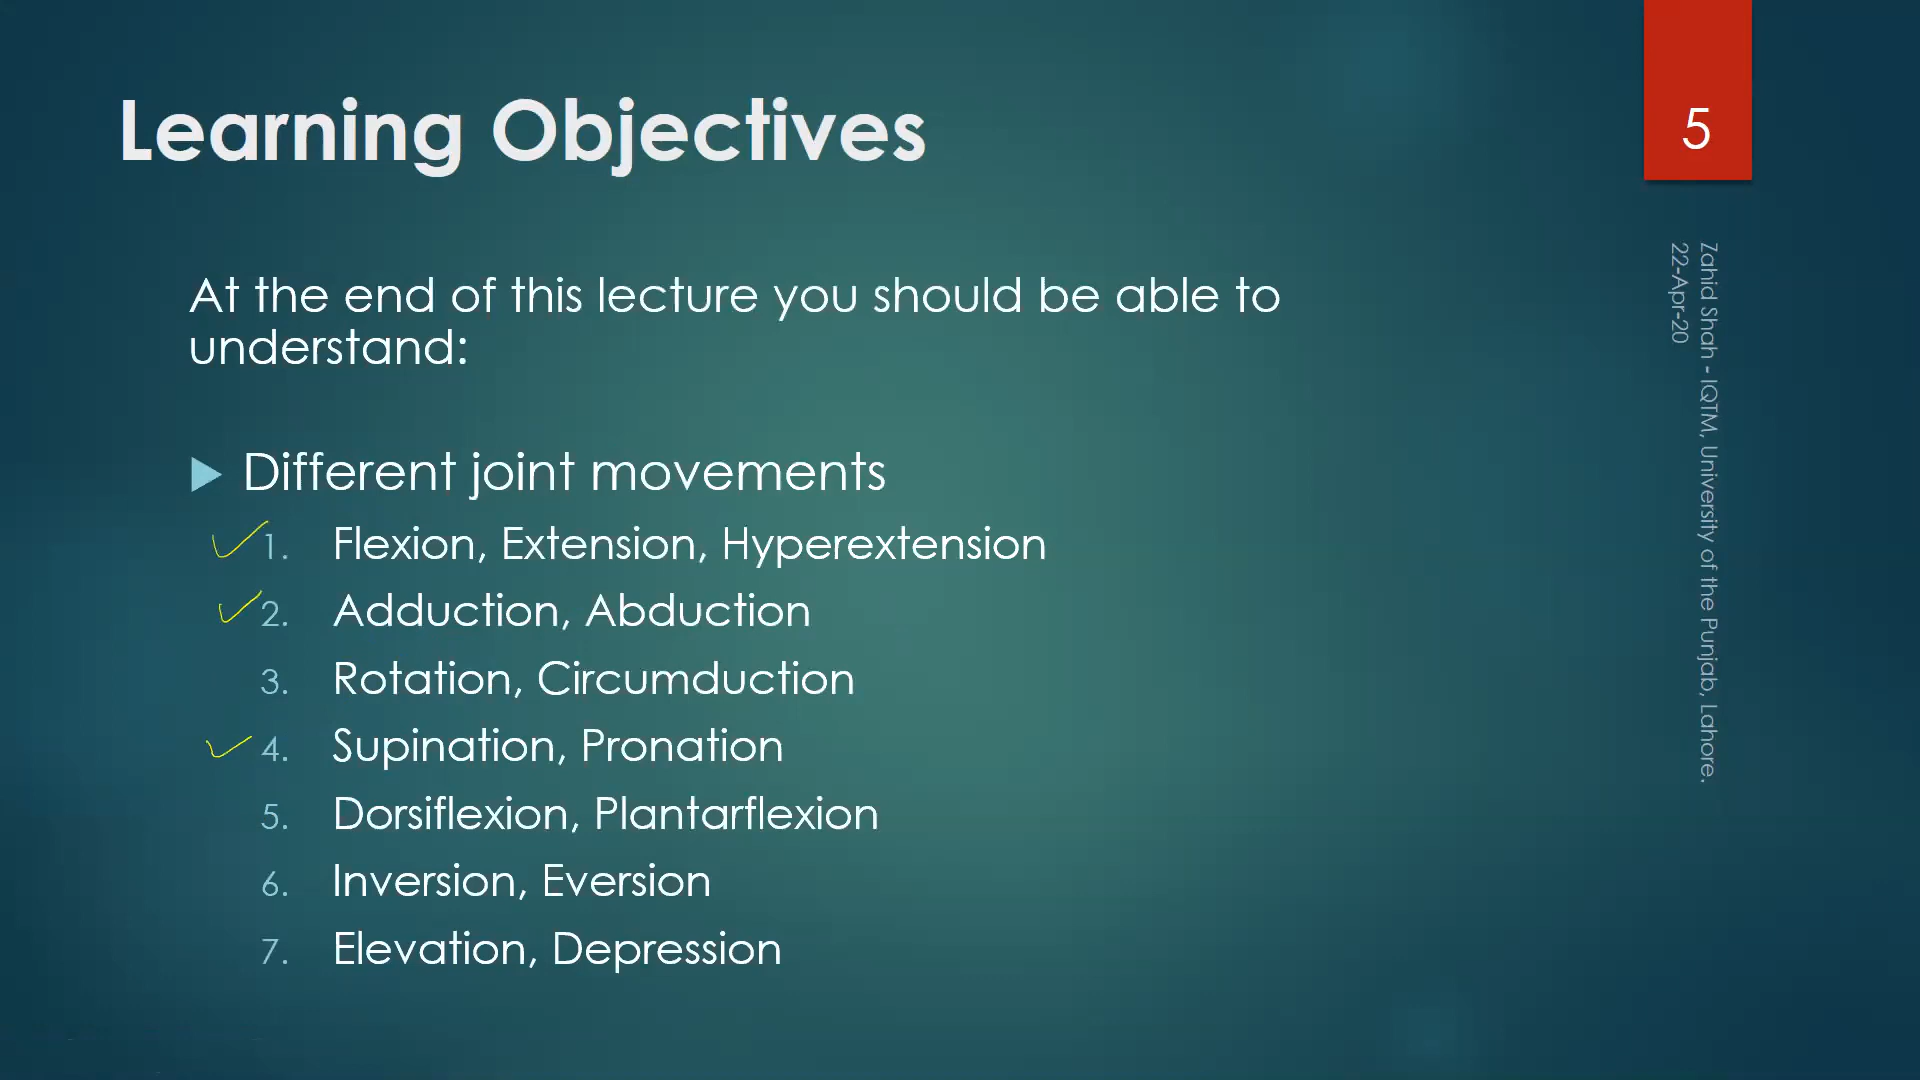 Learning Objectives
5
At the end of this lecture you should be able to
understand:
Different joint movements
1. Flexion, Extension, Hyperextension
2. Adduction, Abduction
3. Rotation, Circumduction
4. Supination, Pronation
5. Dorsiflexion, Plantarflexion
6. Inversion, Eversion
7. Elevation, Depression
Zahid Shah - IQTM, University of the Punjab, Lahore.
22-Apr-20